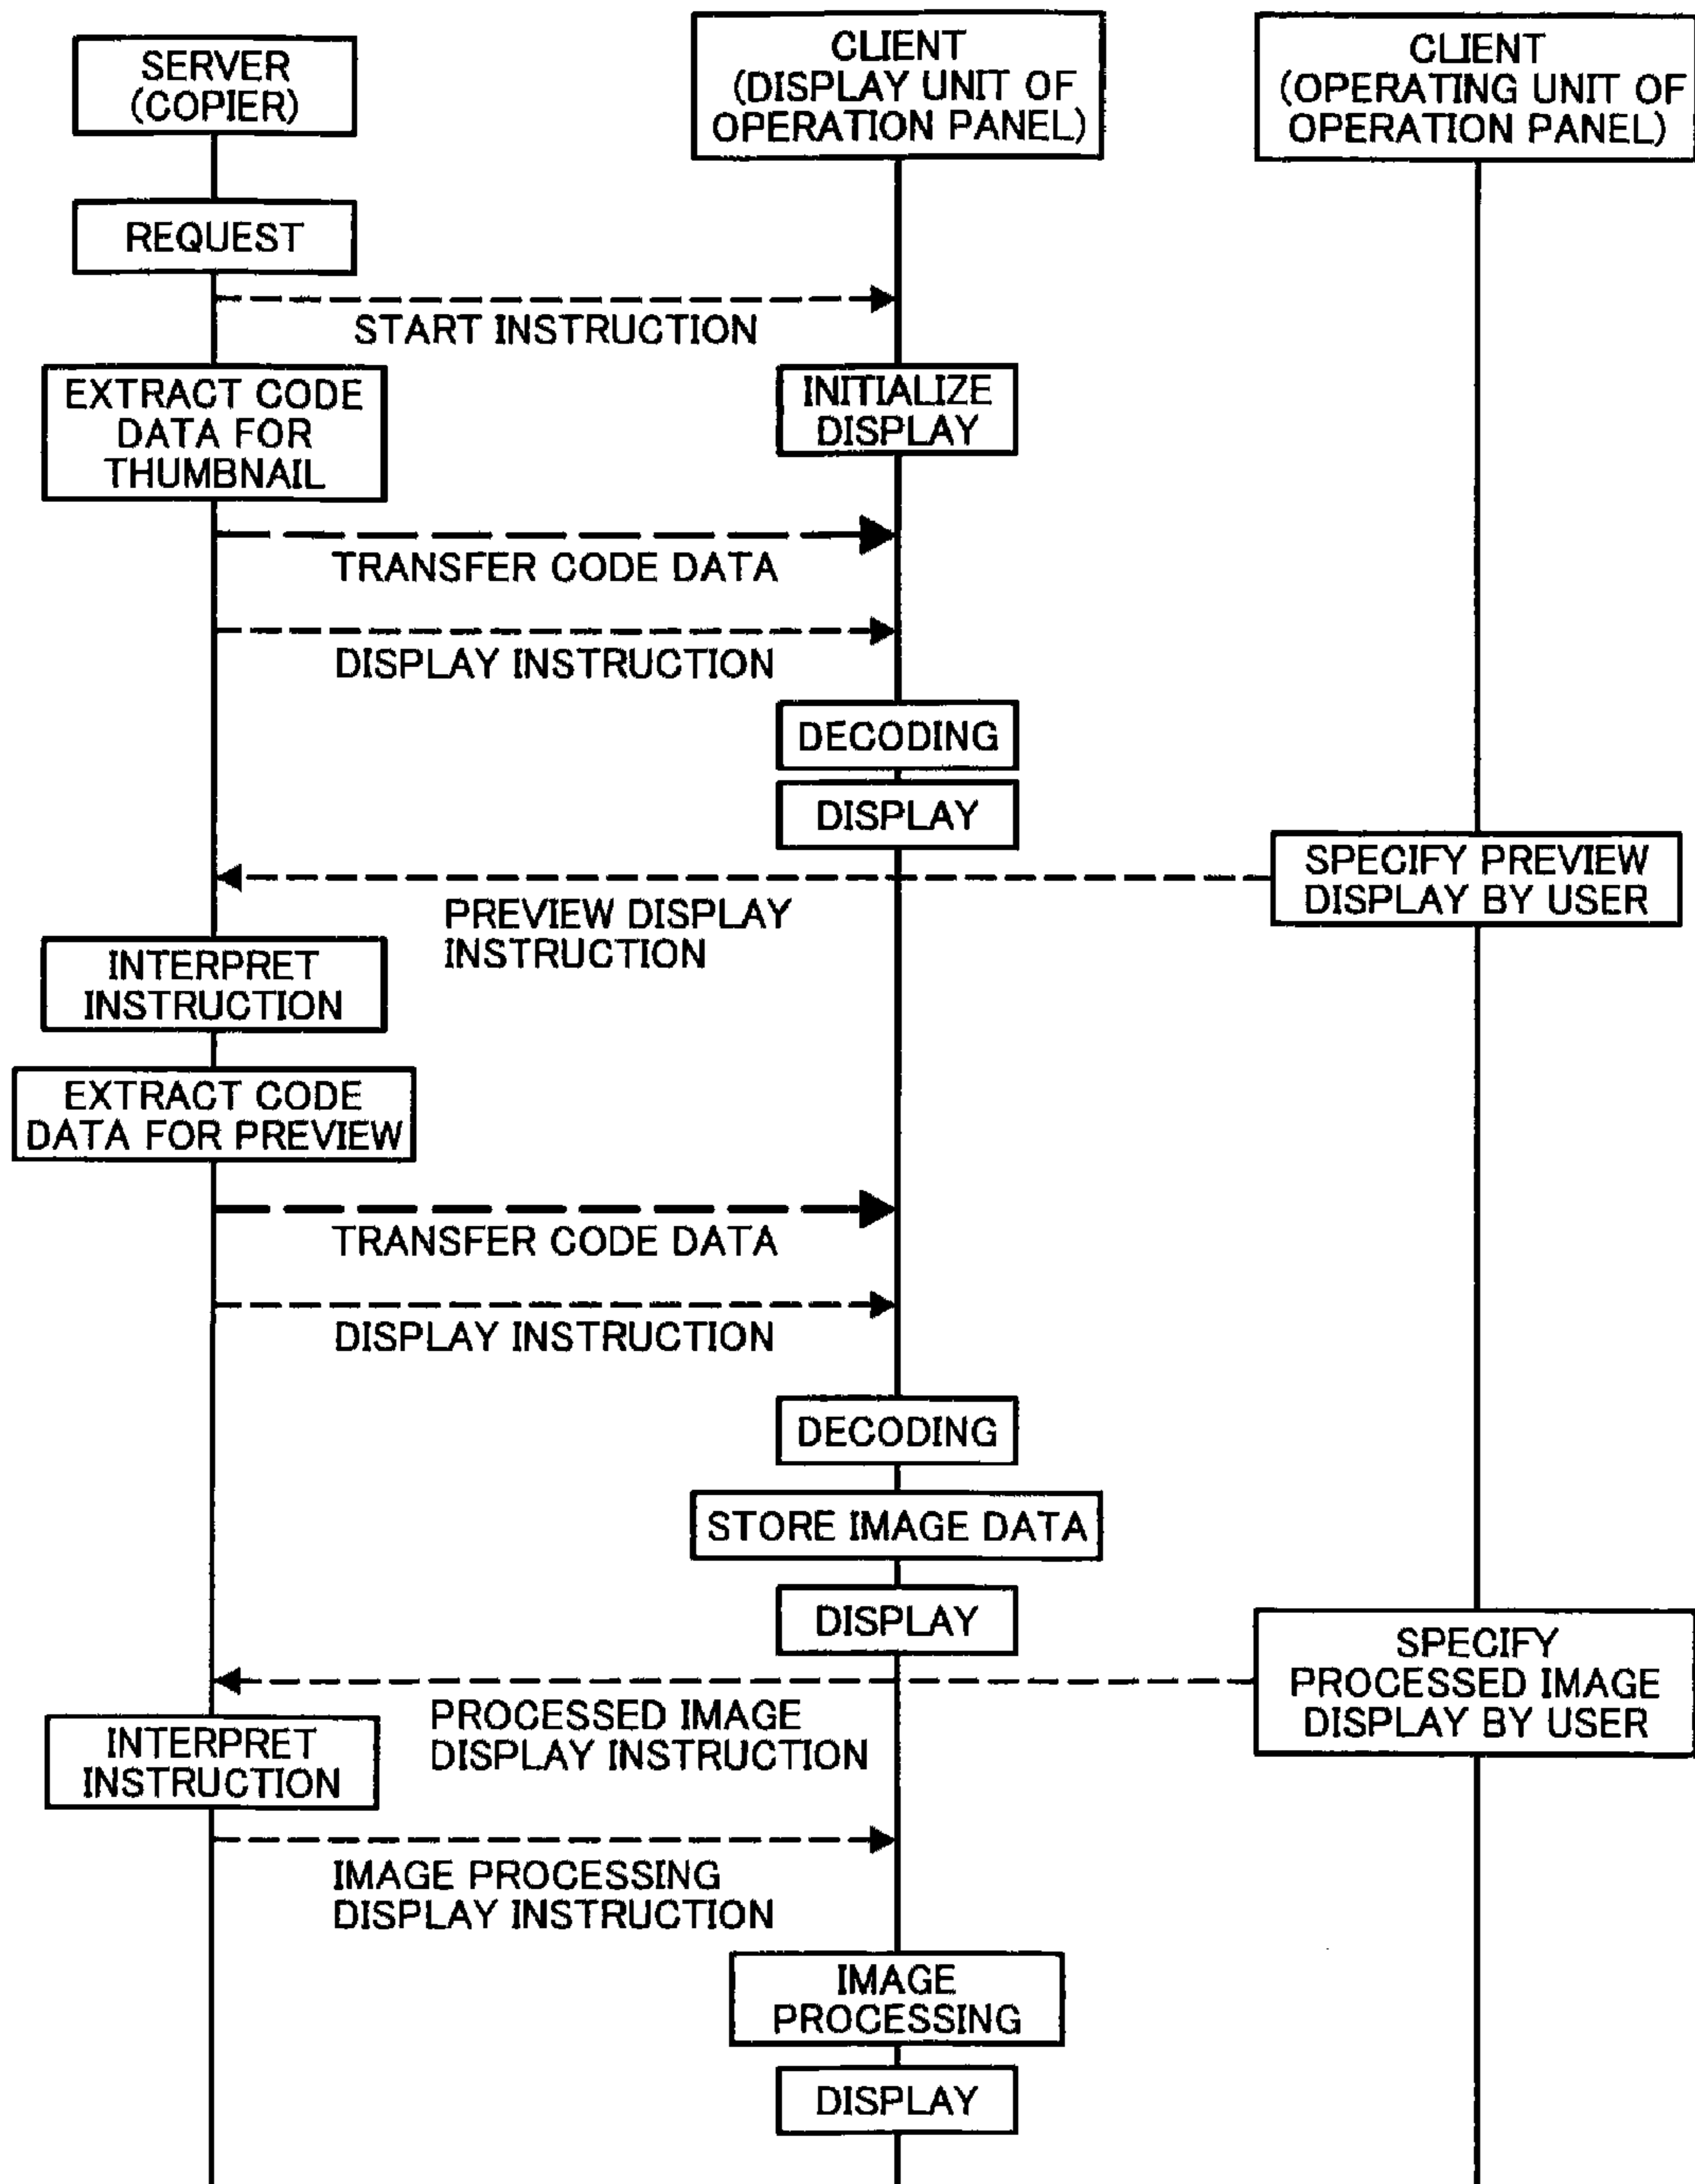 SERVER
(COPIER)
CLIENT
(DISPLAY UNIT OF
OPERATION PANEL)
CLIENT
(OPERATING UNIT OF
OPERATION PANEL)
REQUEST
START INSTRUCTION
EXTRACT CODE
DATA FOR
THUMBNAIL
INITIALIZE
DISPLAY
TRANSFER CODE DATA
DISPLAY INSTRUCTION
DECODING
DISPLAY
SPECIFY PREVIEW
DISPLAY BY USER
PREVIEW DISPLAY
INSTRUCTION
INTERPRET
INSTRUCTION
EXTRACT CODE
DATA FOR PREVIEW
TRANSFER CODE DATA
DISPLAY INSTRUCTION
DECODING
STORE IMAGE DATA
DISPLAY
SPECIFY
PROCESSED IMAGE
DISPLAY BY USER
PROCESSED IMAGE
DISPLAY INSTRUCTION
INTERPRET
INSTRUCTION
IMAGE PROCESSING
DISPLAY INSTRUCTION
IMAGE
PROCESSING
DISPLAY